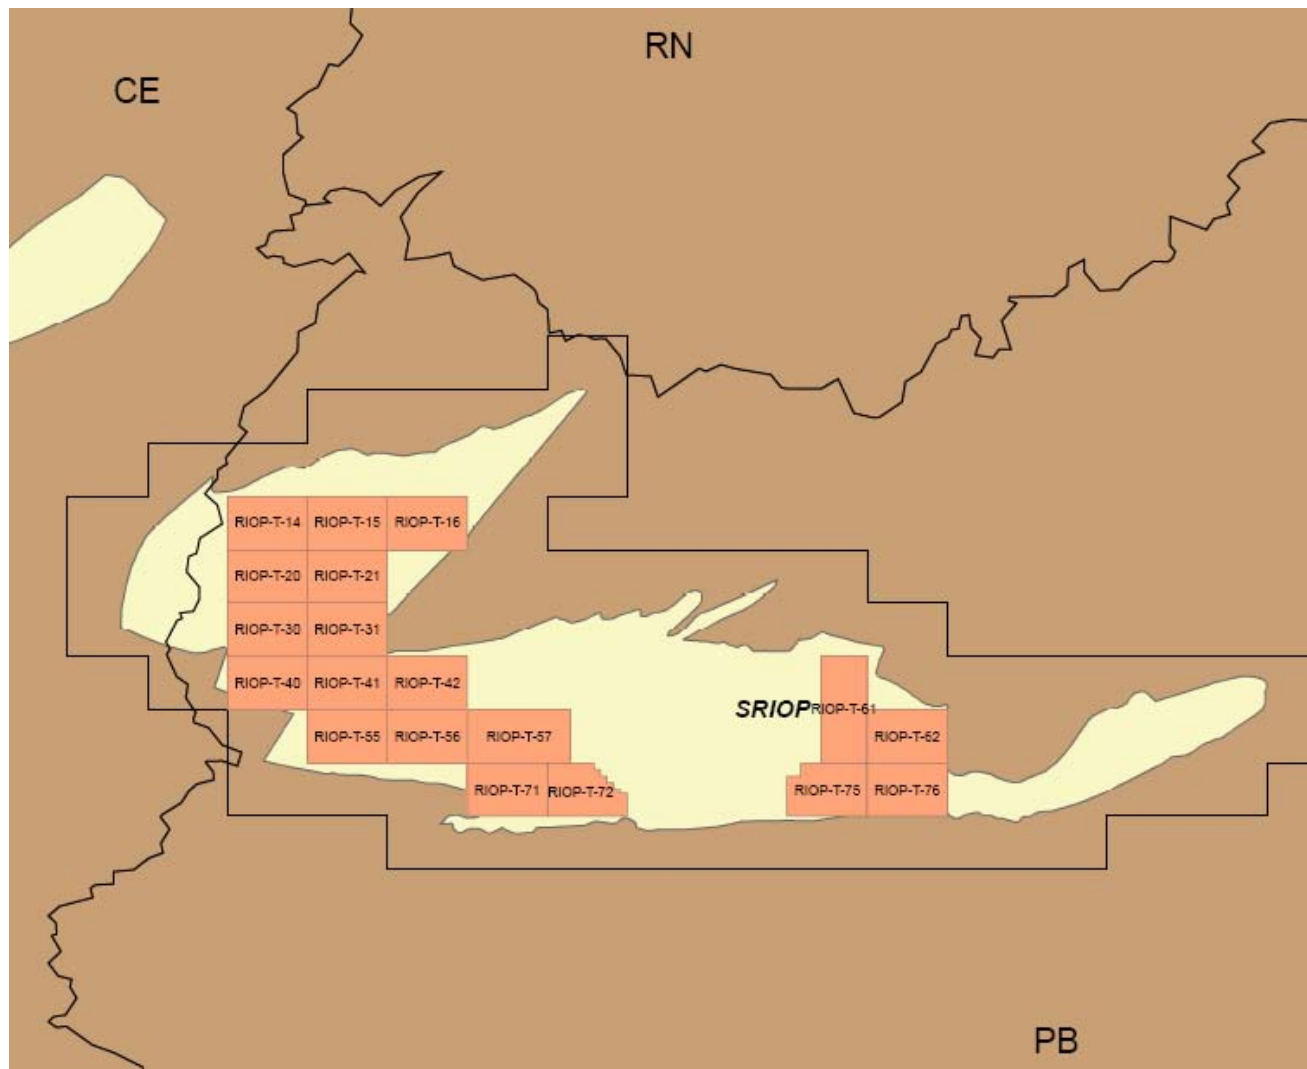 RN
CE
RIOP-T-14 RIOP-T-15 RIOP-T-16
RIOP-T-20 RIOP-T-21
RIOP-T-30 RIOP-T-31
RIOP-T-40 RIOP-T-41 RIOP-T-42
SRIOP RIOP-T-61
RIOP-T-55 RIOP-T-56 RIOP-T-57 RIOP-T-62
RIOP-T-71 RIOP-T-72 RIOP-T-75 RIOP-T-76
PB